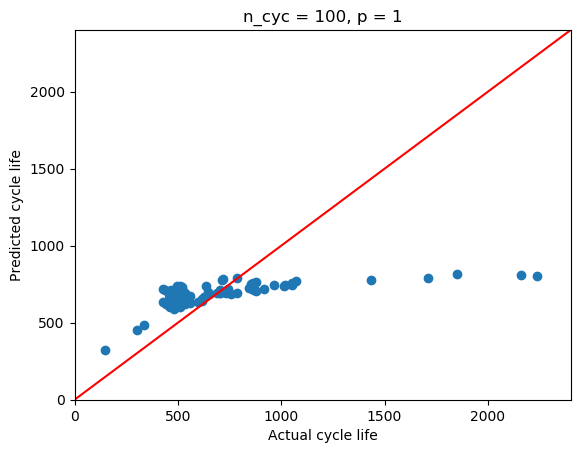 n_cyc = 100, p = 1
Predicted cycle life
2000
1500
1000
500
0
0 500 1000 1500 2000
Actual cycle life